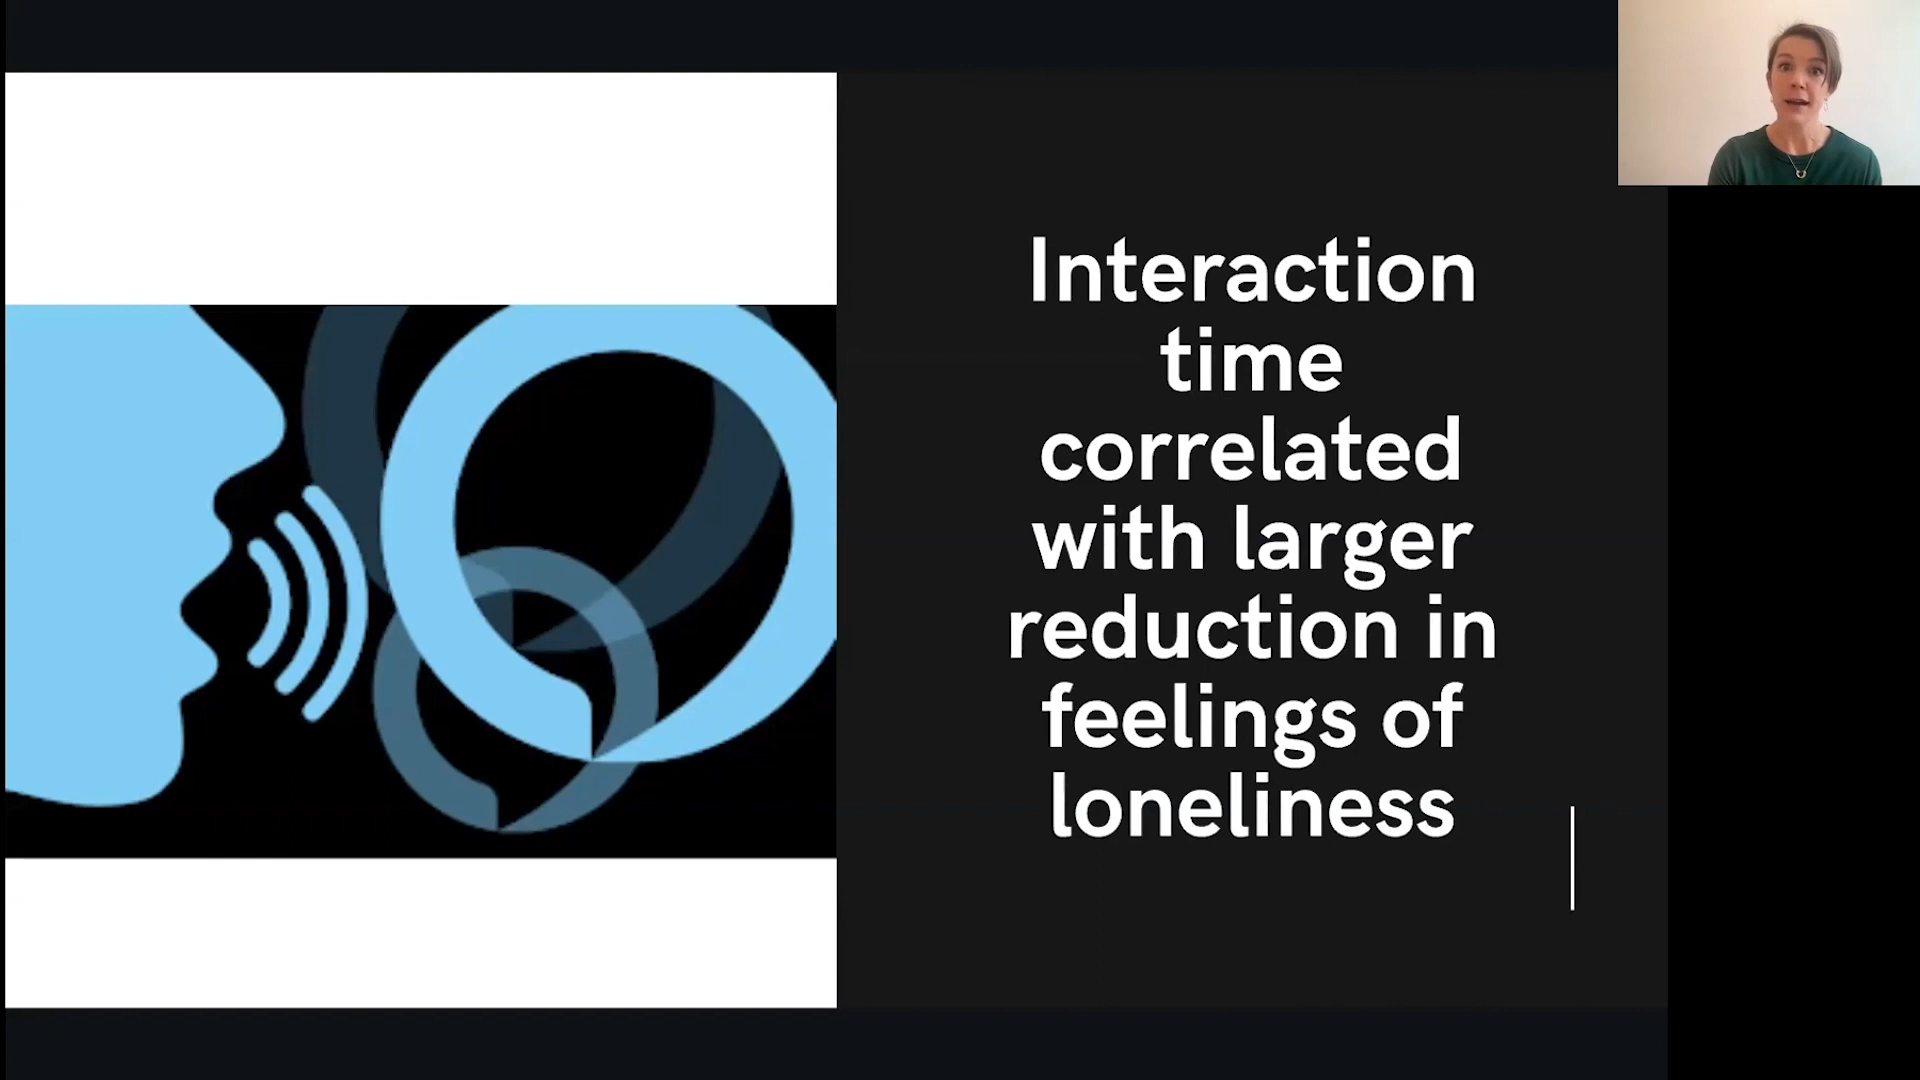 Interaction
time
correlated
with larger
reduction in
feelings of
loneliness